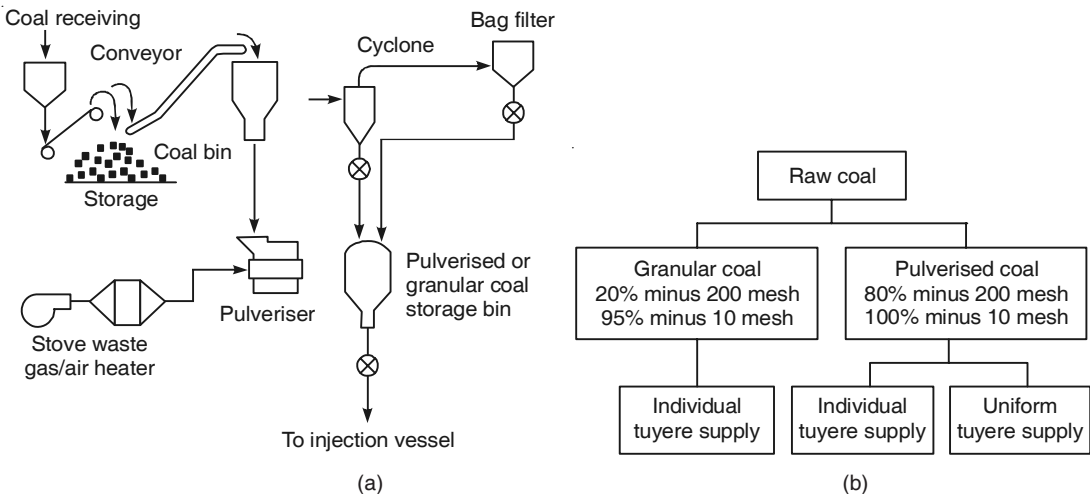 Coal receiving
Conveyor
Coal bin
Storage
Stove waste
gas/air heater
Pulveriser
Cyclone
Bag filter
Pulverised or
granular coal
storage bin
To injection vessel
(a)
Raw coal
Granular coal
20% minus 200 mesh
95% minus 10 mesh
Pulverised coal
80% minus 200 mesh
100% minus 10 mesh
Individual
tuyere supply
Individual
tuyere supply
Uniform
tuyere supply
(b)